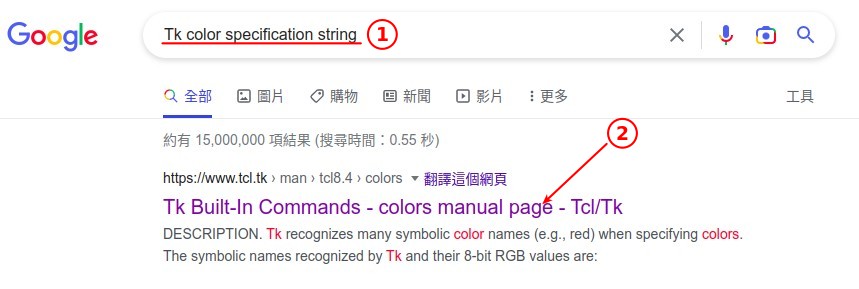 Google
Tk color specification string
1
全部 圖片 購物 新聞 影片 更多 工具
約有 15,000,000 項結果 (搜尋時間：0.55 秒)
2
https://www.tcl.tk › man › tcl8.4 › colors 翻譯這個網頁
Tk Built-In Commands - colors manual page - Tcl/Tk
DESCRIPTION. Tk recognizes many symbolic color names (e.g., red) when specifying colors.
The symbolic names recognized by Tk and their 8-bit RGB values are: